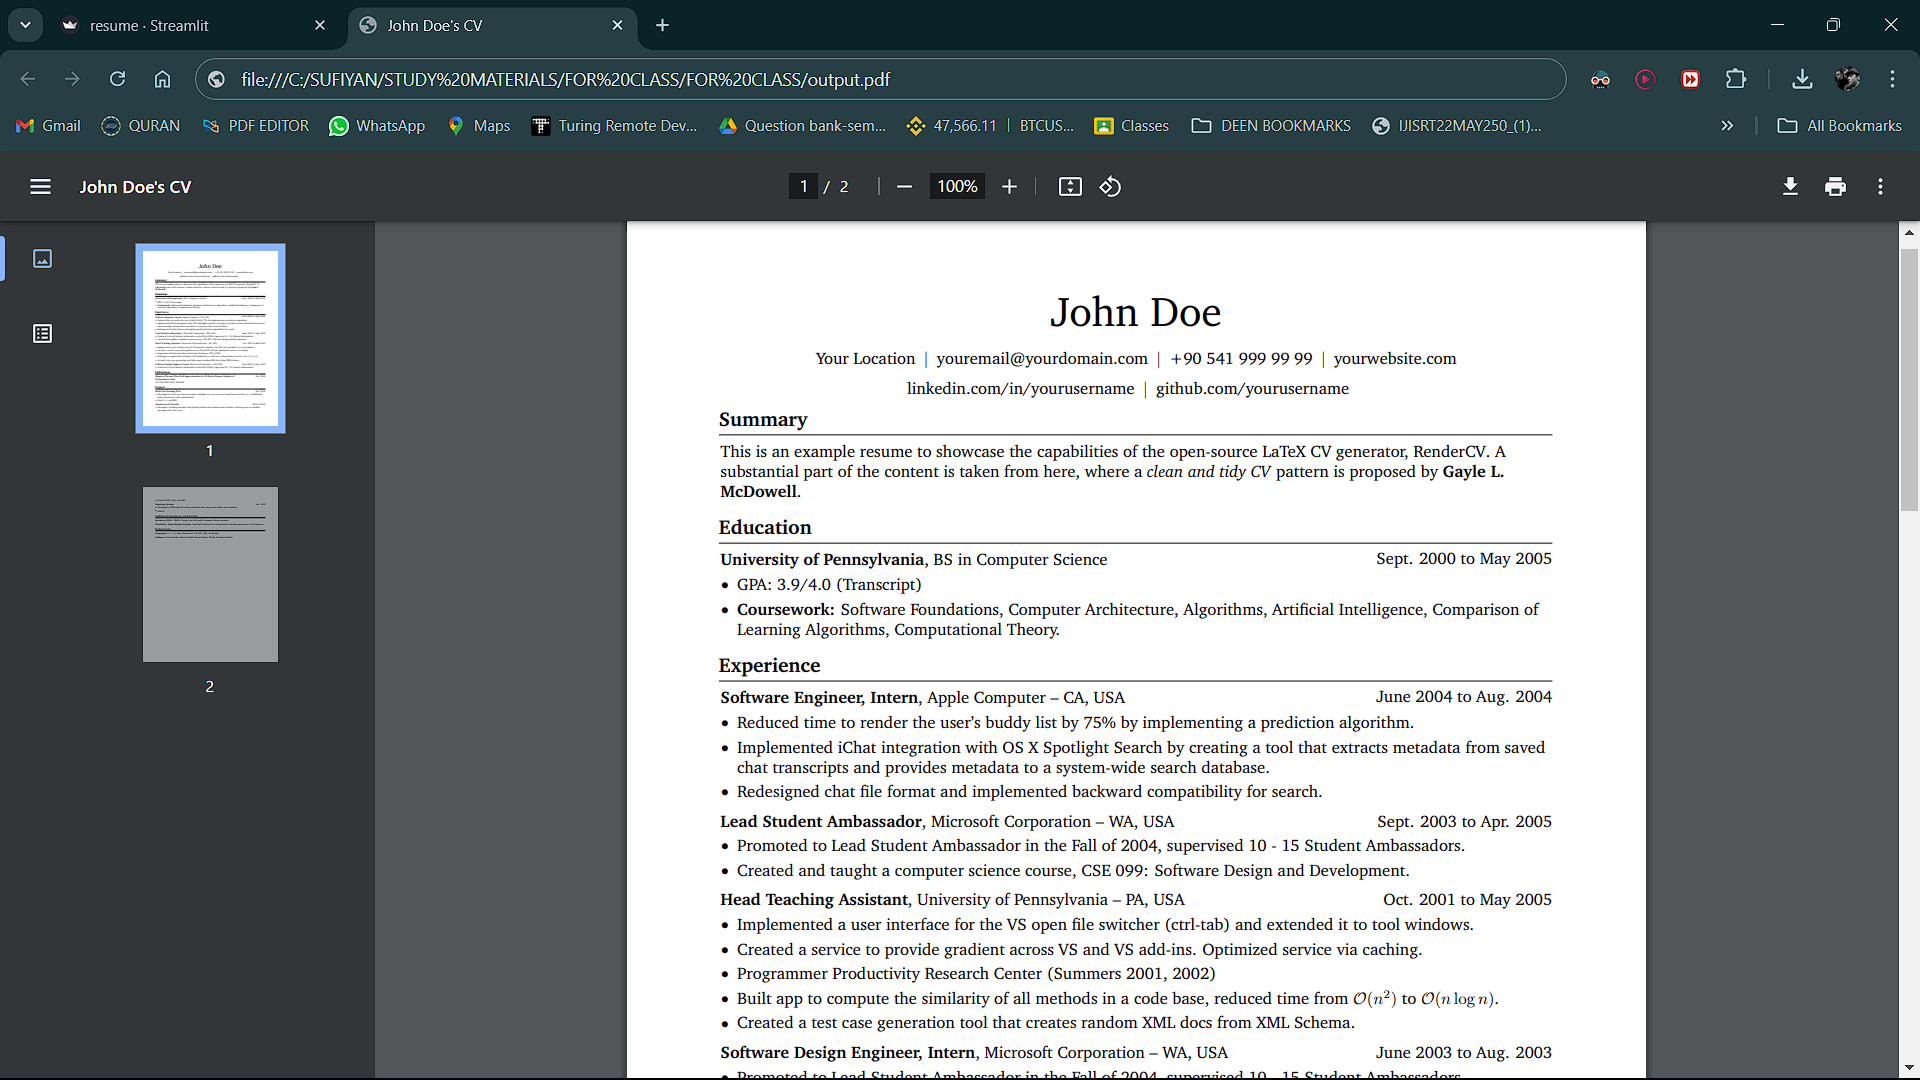 resume · Streamlit
John Doe's CV
file:///C:/SUFIYAN/STUDY%20MATERIALS/FOR%20CLASS/FOR%20CLASS/output.pdf
Gmail QURAN PDF EDITOR WhatsApp Maps Turing Remote Dev... Question bank-sem... 47,566.11 | BTCUS... Classes DEEN BOOKMARKS IJISRT22MAY250_(1)... All Bookmarks
John Doe's CV 1 / 2 100%
1
2
John Doe
Your Location | youremail@yourdomain.com | +90 541 999 99 99 | yourwebsite.com
linkedin.com/in/yourusername | github.com/yourusername
Summary
This is an example resume to showcase the capabilities of the open-source LaTeX CV generator, RenderCV. A
substantial part of the content is taken from here, where a clean and tidy CV pattern is proposed by Gayle L.
McDowell.
Education
University of Pennsylvania, BS in Computer Science Sept. 2000 to May 2005
• GPA: 3.9/4.0 (Transcript)
• Coursework: Software Foundations, Computer Architecture, Algorithms, Artificial Intelligence, Comparison of
Learning Algorithms, Computational Theory.
Experience
Software Engineer, Intern, Apple Computer – CA, USA June 2004 to Aug. 2004
• Reduced time to render the user's buddy list by 75% by implementing a prediction algorithm.
• Implemented iChat integration with OS X Spotlight Search by creating a tool that extracts metadata from saved
chat transcripts and provides metadata to a system-wide search database.
• Redesigned chat file format and implemented backward compatibility for search.
Lead Student Ambassador, Microsoft Corporation – WA, USA Sept. 2003 to Apr. 2005
• Promoted to Lead Student Ambassador in the Fall of 2004, supervised 10 - 15 Student Ambassadors.
• Created and taught a computer science course, CSE 099: Software Design and Development.
Head Teaching Assistant, University of Pennsylvania – PA, USA Oct. 2001 to May 2005
• Implemented a user interface for the VS open file switcher (ctrl-tab) and extended it to tool windows.
• Created a service to provide gradient across VS and VS add-ins. Optimized service via caching.
• Programmer Productivity Research Center (Summers 2001, 2002)
• Built app to compute the similarity of all methods in a code base, reduced time from O(n²) to O(n log n).
• Created a test case generation tool that creates random XML docs from XML Schema.
Software Design Engineer, Intern, Microsoft Corporation – WA, USA June 2003 to Aug. 2003
• Promoted to Lead Student Ambassador in the Fall of 2004, supervised 10 - 15 Student Ambassadors.